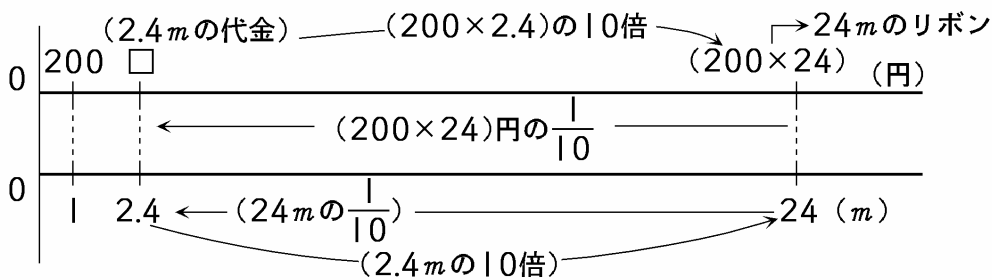 (2.4mの代金) (200×2.4)の10倍 24mのリボン
0 200 □ (200×24) (円)
(200×24)円の1/10
0
1 2.4 (24mの1/10) 24 (m)
(2.4mの10倍)